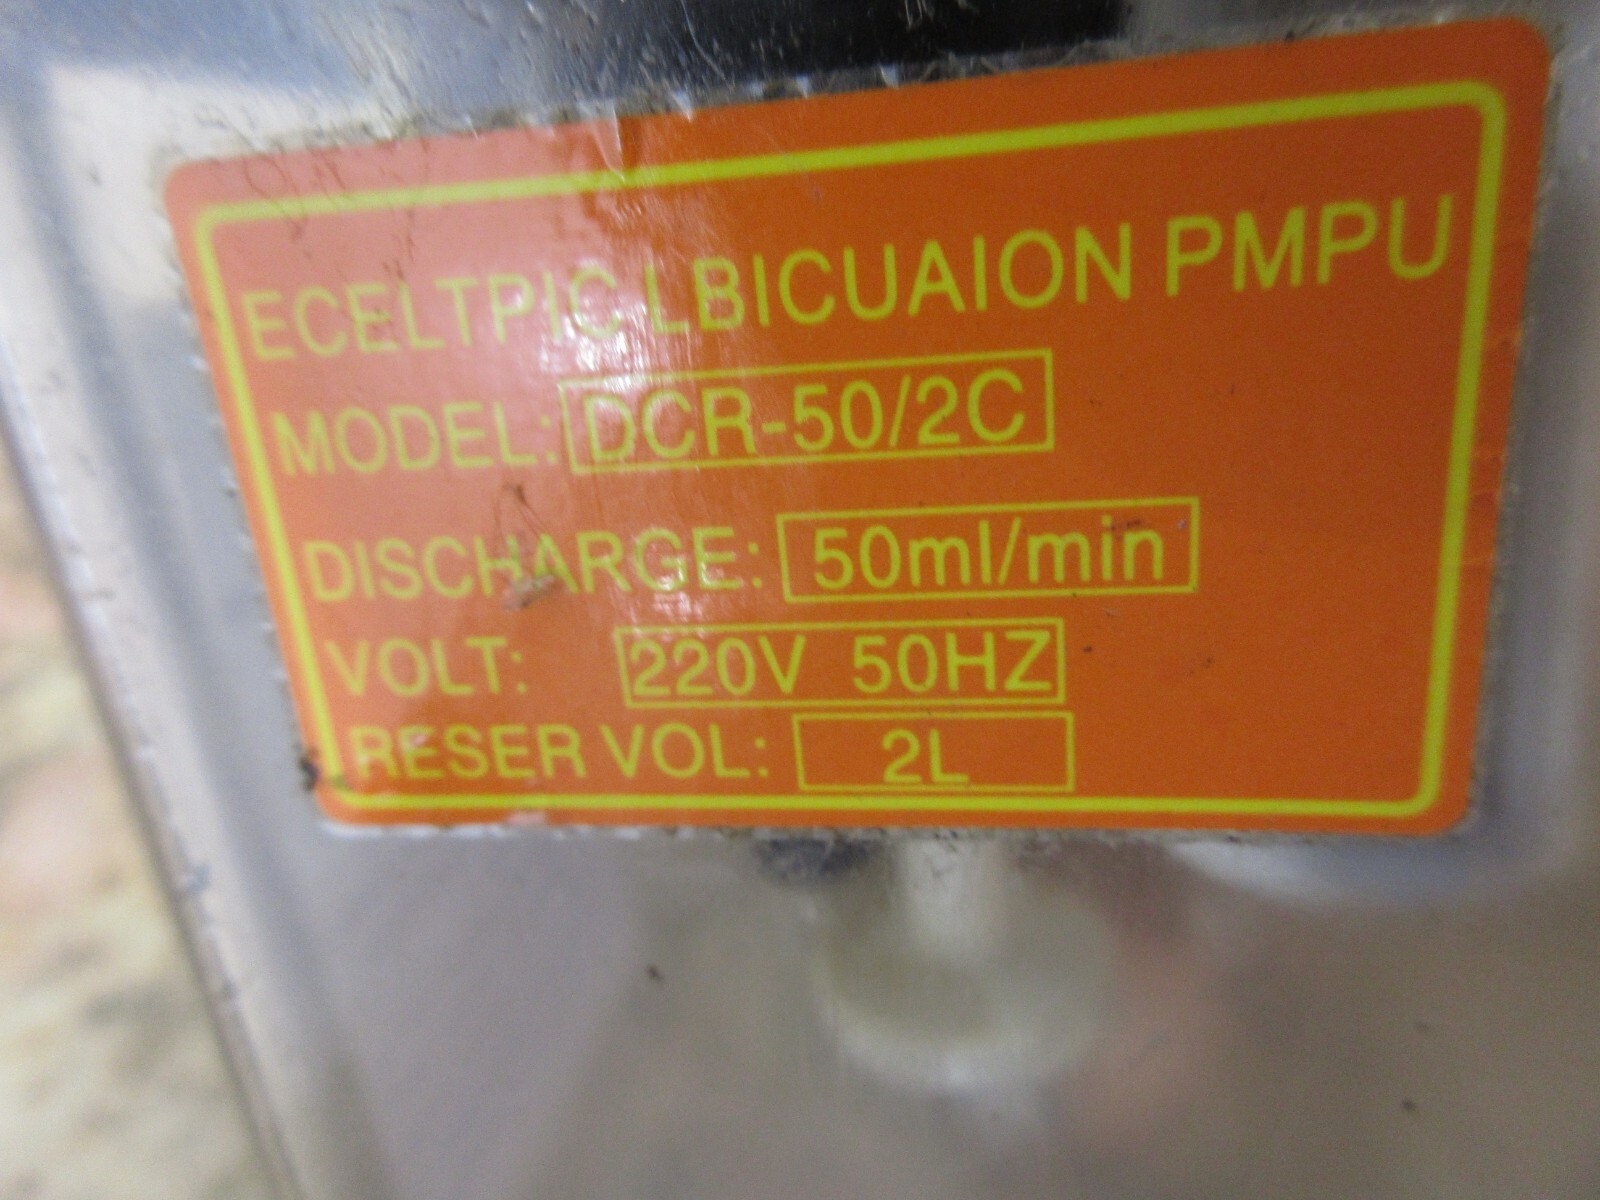 ECELTPIC LBICUAION PMPU
MODEL: DCR-50/2C
DISCHARGE: 50ml/min
VOLT: 220V 50HZ
RESER VOL: 2L